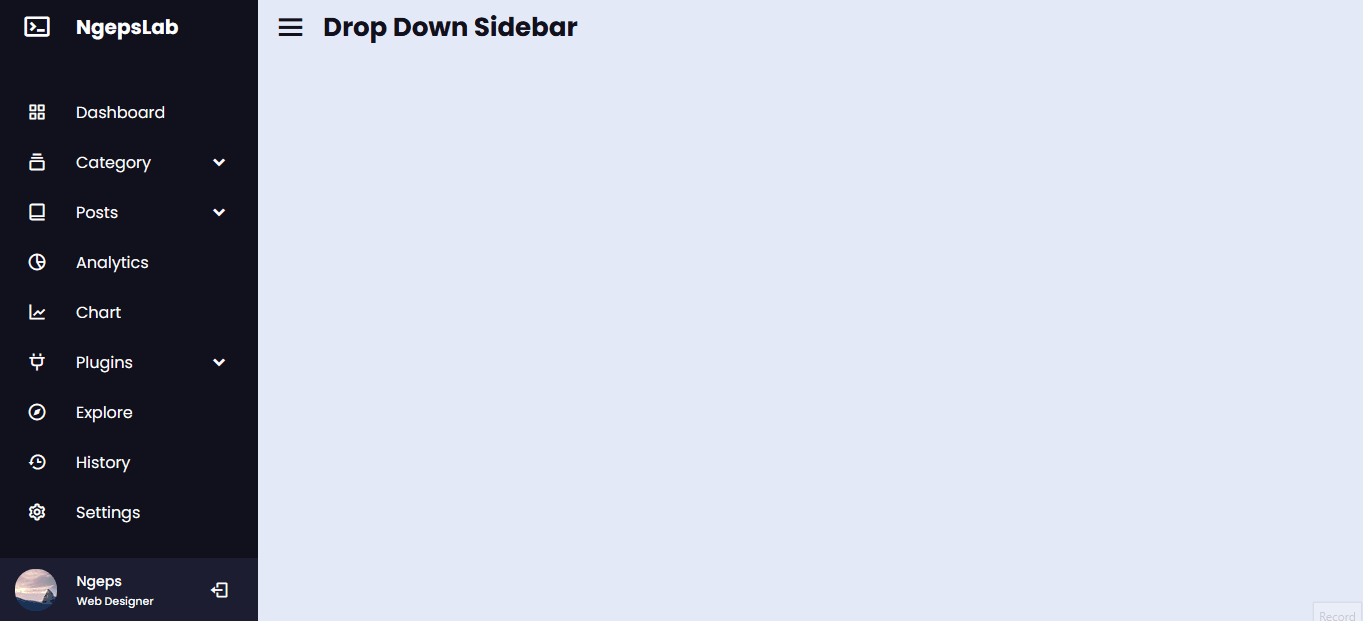 NgepsLab
Drop Down Sidebar
Dashboard
Category
Posts
Analytics
Chart
Plugins
Explore
History
Settings
Ngeps
Web Designer
Record